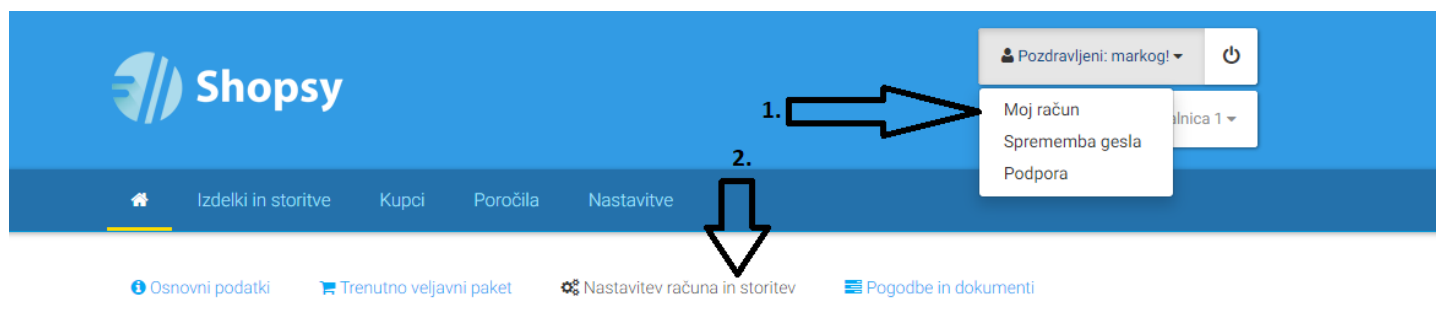 Shopsy
Pozdravljeni: markog!
1.
Moj račun
alnica 1
Sprememba gesla
Podpora
2.
Izdelki in storitve Kupci Poročila Nastavitve
Osnovni podatki Trenutno veljavni paket Nastavitev računa in storitev Pogodbe in dokumenti